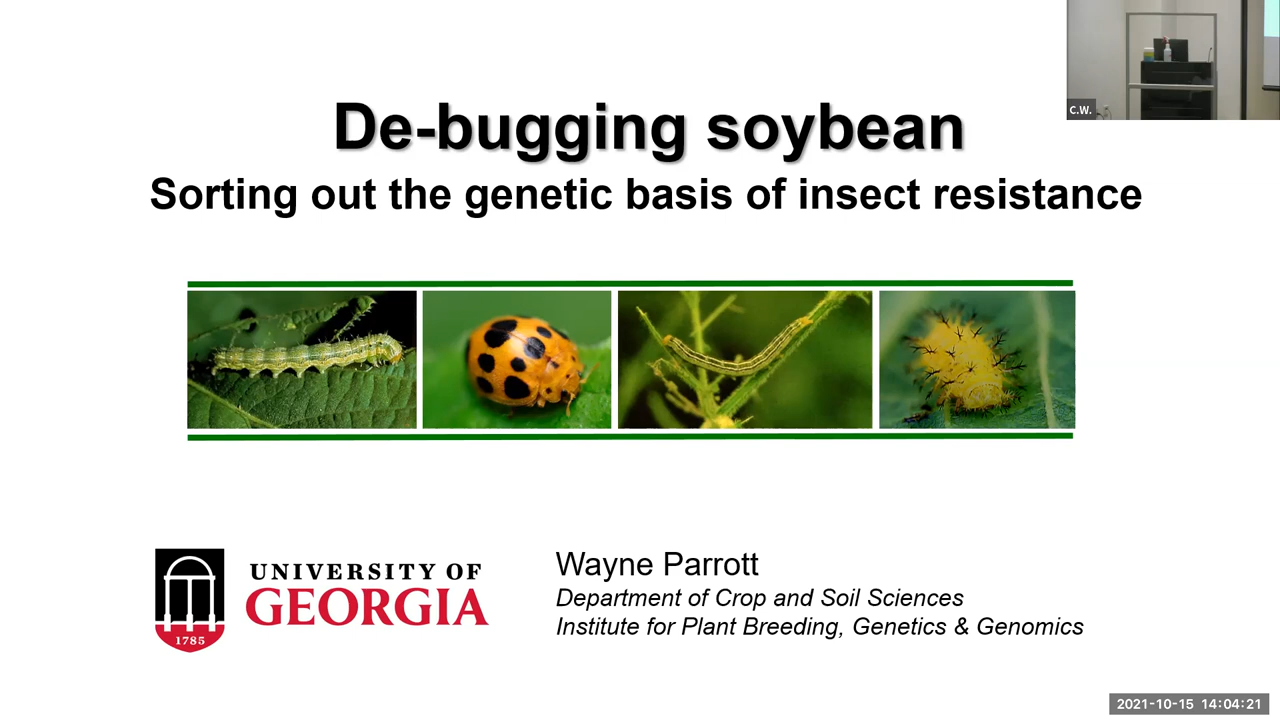 C.W.
De-bugging soybean
Sorting out the genetic basis of insect resistance
UNIVERSITY OF
GEORGIA
1785
Wayne Parrott
Department of Crop and Soil Sciences
Institute for Plant Breeding, Genetics & Genomics
2021-10-15 14:04:21